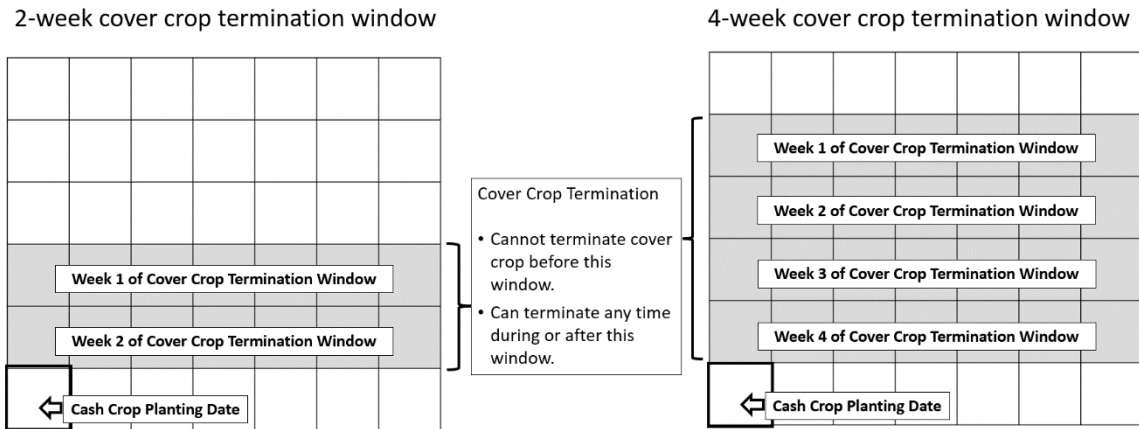 2-week cover crop termination window
4-week cover crop termination window
Week 1 of Cover Crop Termination Window
Week 2 of Cover Crop Termination Window
Cash Crop Planting Date
Cover Crop Termination
• Cannot terminate cover
crop before this
window.
• Can terminate any time
during or after this
window.
Week 1 of Cover Crop Termination Window
Week 2 of Cover Crop Termination Window
Week 3 of Cover Crop Termination Window
Week 4 of Cover Crop Termination Window
Cash Crop Planting Date